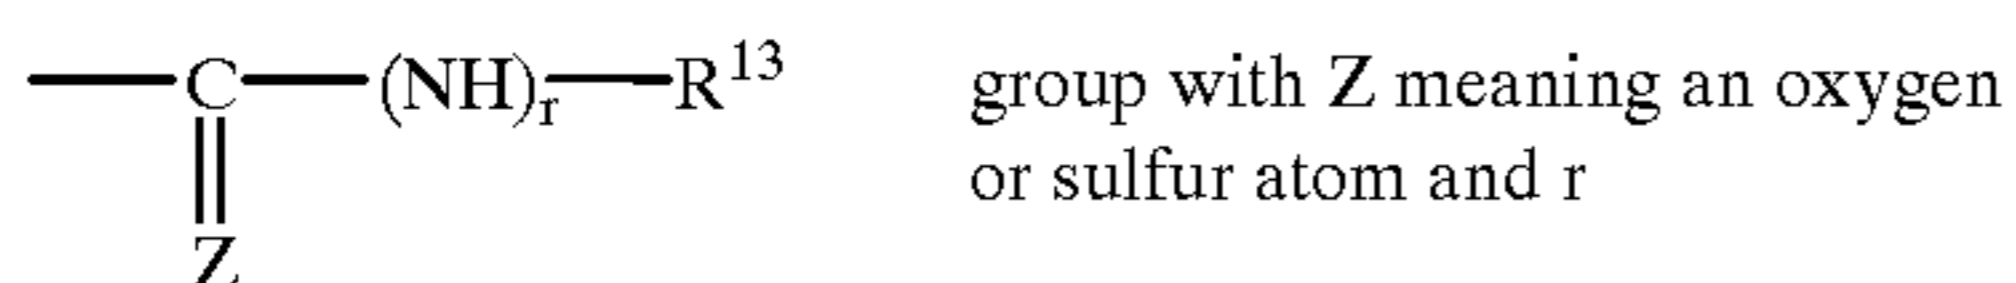 —C—(NH)r—R13 group with Z meaning an oxygen
or sulfur atom and r
Z